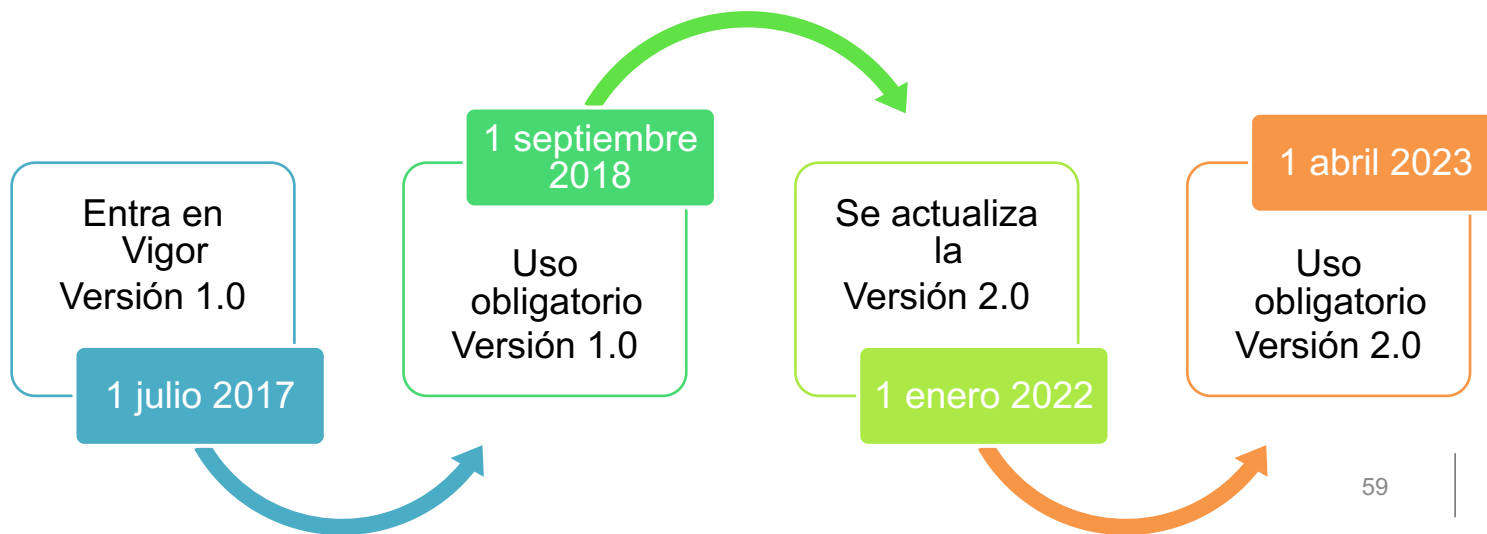 Entra en
Vigor
Versión 1.0
1 julio 2017
1 septiembre
2018
Uso
obligatorio
Versión 1.0
Se actualiza
la
Versión 2.0
1 enero 2022
1 abril 2023
Uso
obligatorio
Versión 2.0
59